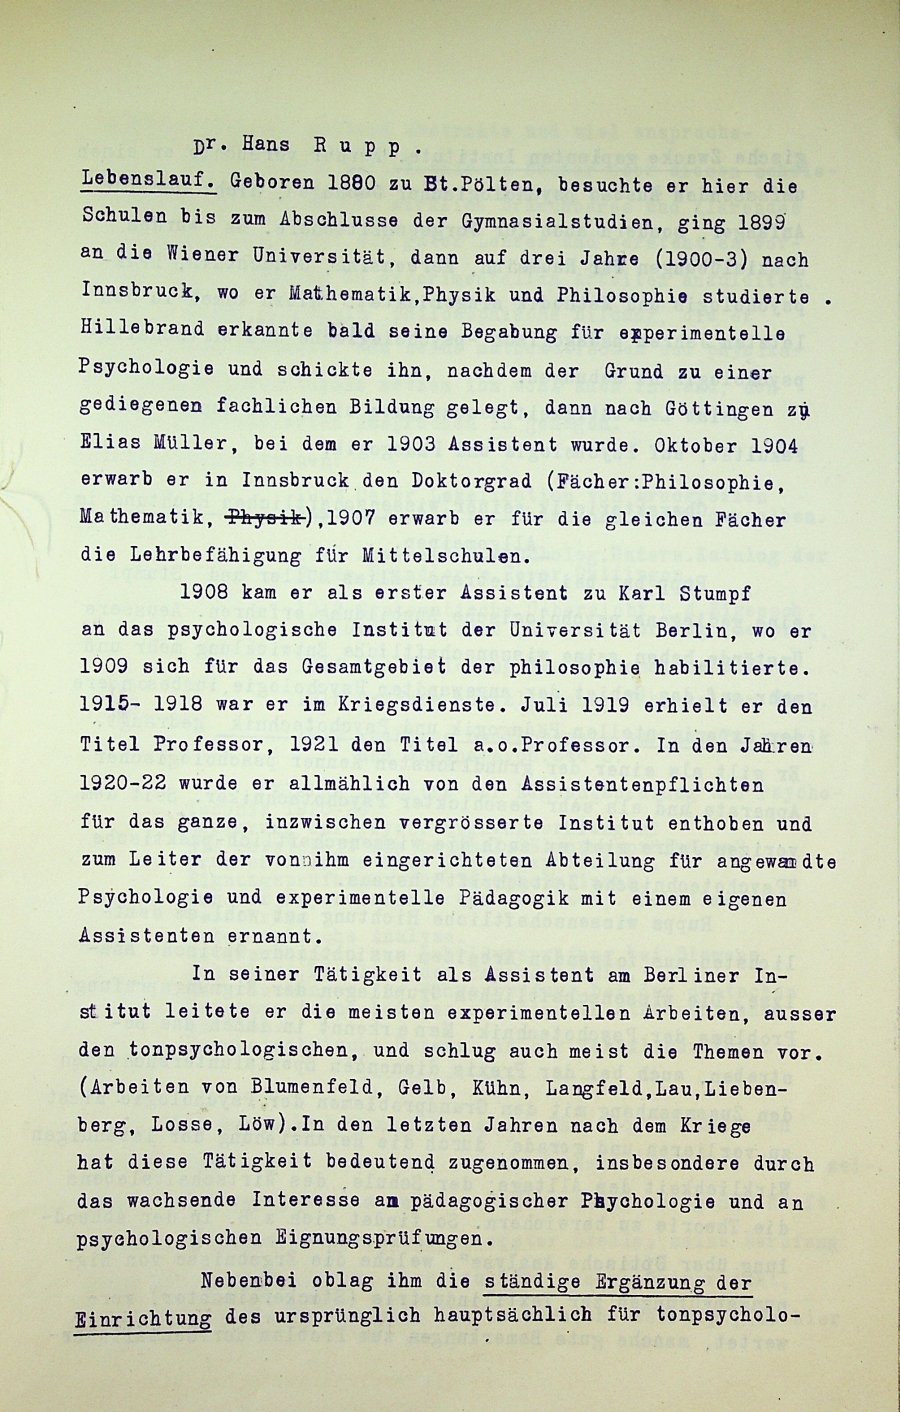 Dr. Hans R u p p .
Lebenslauf. Geboren 1880 zu St.Pölten, besuchte er hier die
Schulen bis zum Abschlusse der Gymnasialstudien, ging 1899
an die Wiener Universität, dann auf drei Jahre (1900-3) nach
Innsbruck, wo er Mathematik,Physik und Philosophie studierte .
Hillebrand erkannte bald seine Begabung für experimentelle
Psychologie und schickte ihn, nachdem der Grund zu einer
gediegenen fachlichen Bildung gelegt, dann nach Göttingen zu
Elias Müller, bei dem er 1903 Assistent wurde. Oktober 1904
erwarb er in Innsbruck den Doktorgrad (Fächer:Philosophie,
Mathematik, Physik),1907 erwarb er für die gleichen Fächer
die Lehrbefähigung für Mittelschulen.
1908 kam er als erster Assistent zu Karl Stumpf
an das psychologische Institut der Universität Berlin, wo er
1909 sich für das Gesamtgebiet der philosophie habilitierte.
1915- 1918 war er im Kriegsdienste. Juli 1919 erhielt er den
Titel Professor, 1921 den Titel a.o.Professor. In den Jahren
1920-22 wurde er allmählich von den Assistentenpflichten
für das ganze, inzwischen vergrösserte Institut enthoben und
zum Leiter der von ihm eingerichteten Abteilung für angewandte
Psychologie und experimentelle Pädagogik mit einem eigenen
Assistenten ernannt.
In seiner Tätigkeit als Assistent am Berliner In-
stitut leitete er die meisten experimentellen Arbeiten, ausser
den tonpsychologischen, und schlug auch meist die Themen vor.
(Arbeiten von Blumenfeld, Gelb, Kühn, Langfeld,Lau,Lieben-
berg, Losse, Löw).In den letzten Jahren nach dem Kriege
hat diese Tätigkeit bedeutend zugenommen, insbesondere durch
das wachsende Interesse an pädagogischer Psychologie und an
psychologischen Eignungsprüfungen.
Nebenbei oblag ihm die ständige Ergänzung der
Einrichtung des ursprünglich hauptsächlich für tonpsycholo-